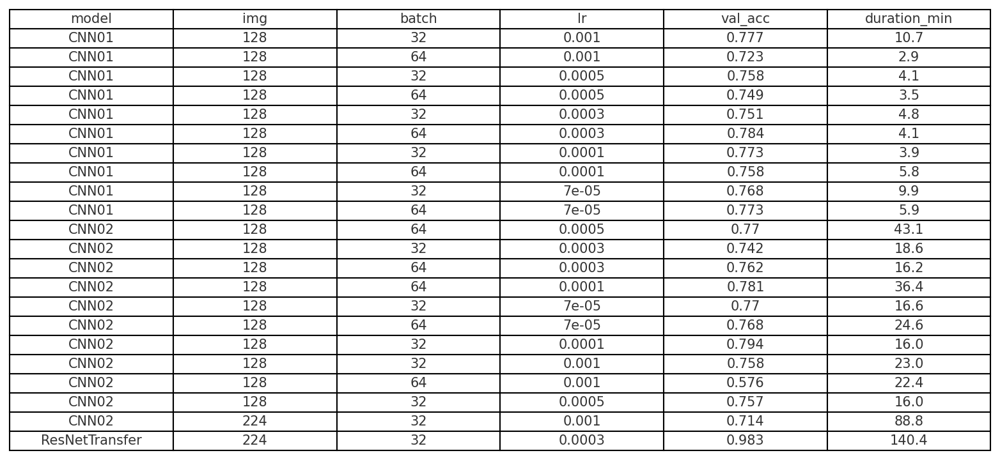 model img batch lr val_acc duration_min
CNN01 128 32 0.001 0.777 10.7
CNN01 128 64 0.001 0.723 2.9
CNN01 128 32 0.0005 0.758 4.1
CNN01 128 64 0.0005 0.749 3.5
CNN01 128 32 0.0003 0.751 4.8
CNN01 128 64 0.0003 0.784 4.1
CNN01 128 32 0.0001 0.773 3.9
CNN01 128 64 0.0001 0.758 5.8
CNN01 128 32 7e-05 0.768 9.9
CNN01 128 64 7e-05 0.773 5.9
CNN02 128 64 0.0005 0.77 43.1
CNN02 128 32 0.0003 0.742 18.6
CNN02 128 64 0.0003 0.762 16.2
CNN02 128 64 0.0001 0.781 36.4
CNN02 128 32 7e-05 0.77 16.6
CNN02 128 64 7e-05 0.768 24.6
CNN02 128 32 0.0001 0.794 16.0
CNN02 128 32 0.001 0.758 23.0
CNN02 128 64 0.001 0.576 22.4
CNN02 128 32 0.0005 0.757 16.0
CNN02 224 32 0.001 0.714 88.8
ResNetTransfer 224 32 0.0003 0.983 140.4